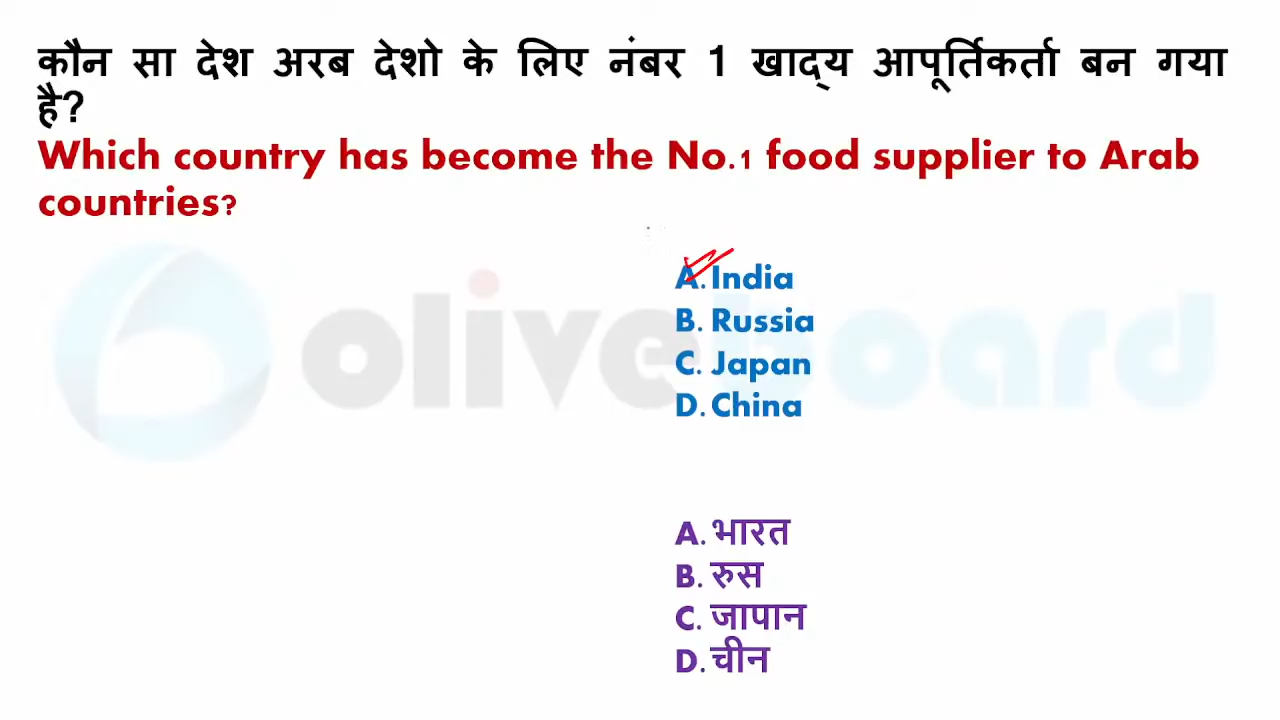 कौन सा देश अरब देशो के लिए नंबर 1 खाद्य आपूर्तिकर्ता बन गया
है?
Which country has become the No.1 food supplier to Arab
countries?
oliveboard
A. India
B. Russia
C. Japan
D. China
A. भारत
B. रुस
C. जापान
D. चीन